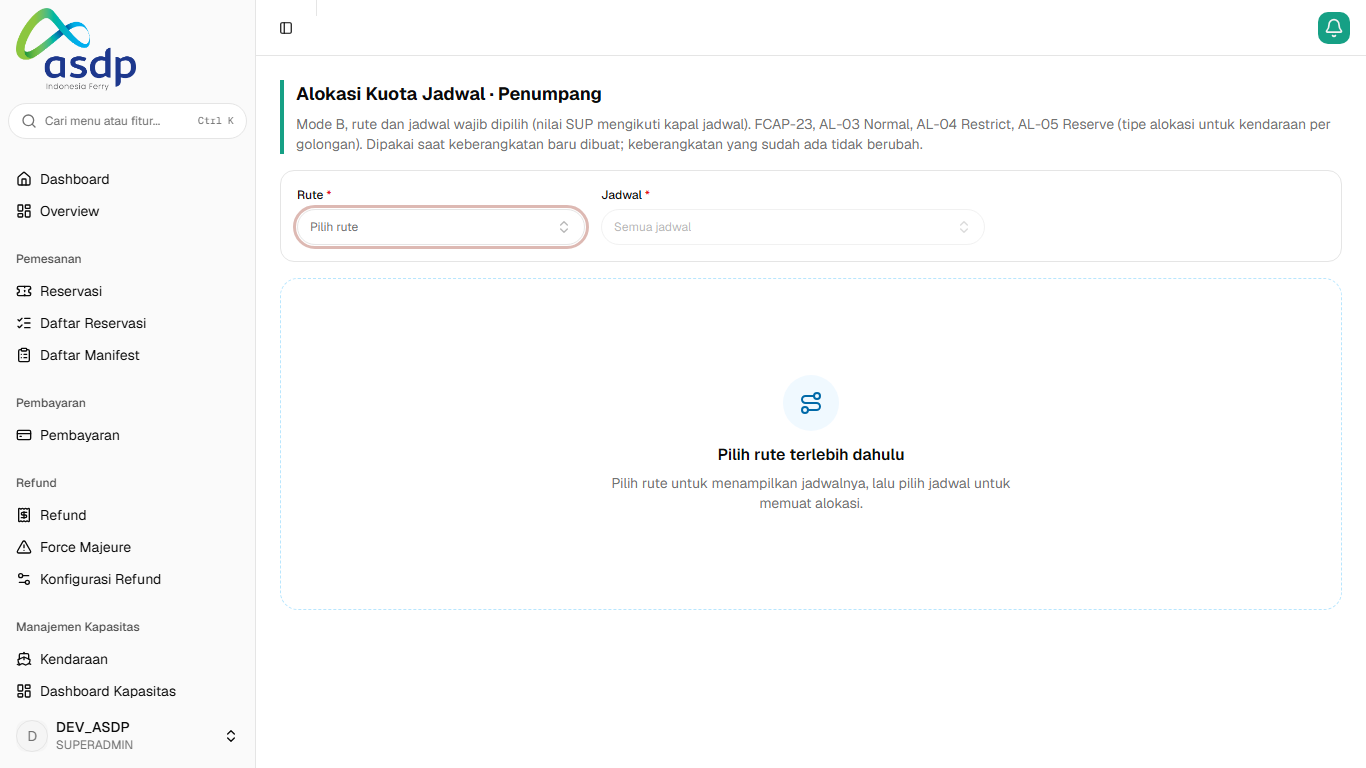 asdp
Indonesia Ferry
Cari menu atau fitur... Ctrl K
Dashboard
Overview
Pemesanan
Reservasi
Daftar Reservasi
Daftar Manifest
Pembayaran
Pembayaran
Refund
Refund
Force Majeure
Konfigurasi Refund
Manajemen Kapasitas
Kendaraan
Dashboard Kapasitas
D
DEV_ASDP
SUPERADMIN
Alokasi Kuota Jadwal · Penumpang
Mode B, rute dan jadwal wajib dipilih (nilai SUP mengikuti kapal jadwal). FCAP-23, AL-03 Normal, AL-04 Restrict, AL-05 Reserve (tipe alokasi untuk kendaraan per
golongan). Dipakai saat keberangkatan baru dibuat; keberangkatan yang sudah ada tidak berubah.
Rute * Jadwal *
Pilih rute Semua jadwal
Pilih rute terlebih dahulu
Pilih rute untuk menampilkan jadwalnya, lalu pilih jadwal untuk
memuat alokasi.